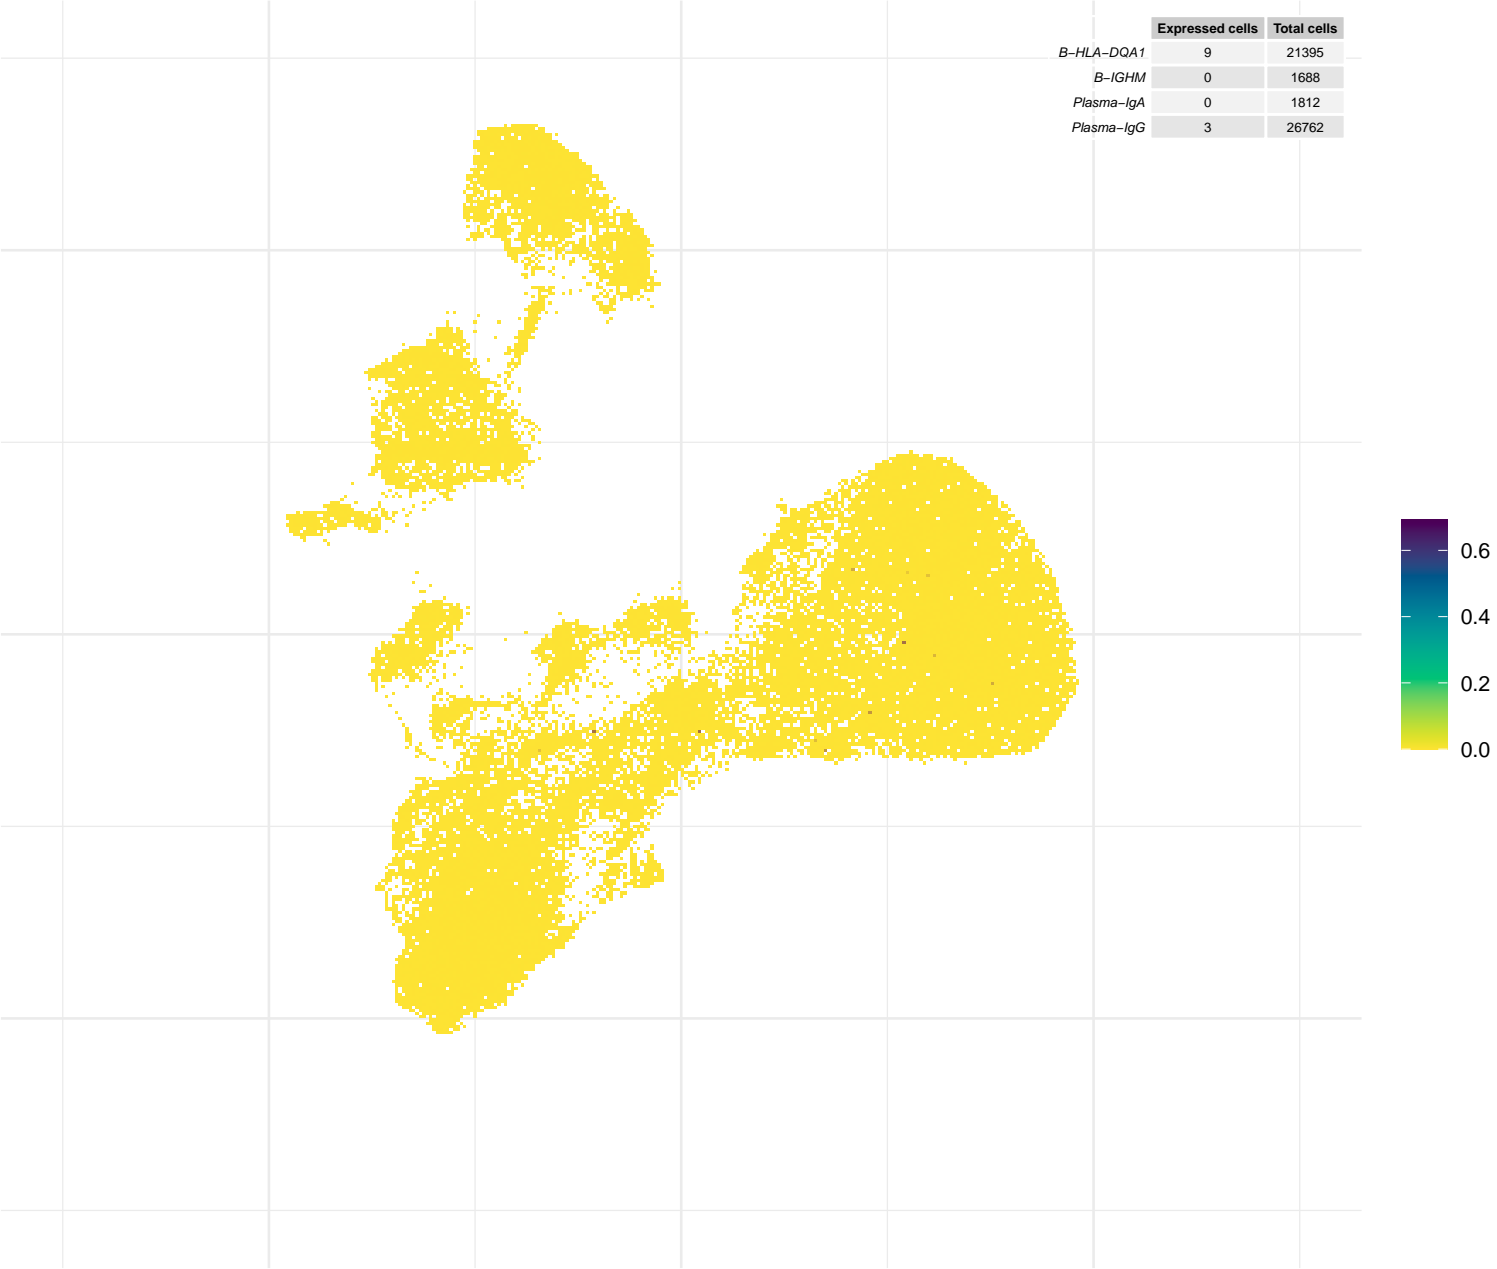 Expressed cells Total cells
B−HLA−DQA1 9 21395
B−IGHM 0 1688
Plasma−IgA 0 1812
Plasma−IgG 3 26762
0.6
0.4
0.2
0.0